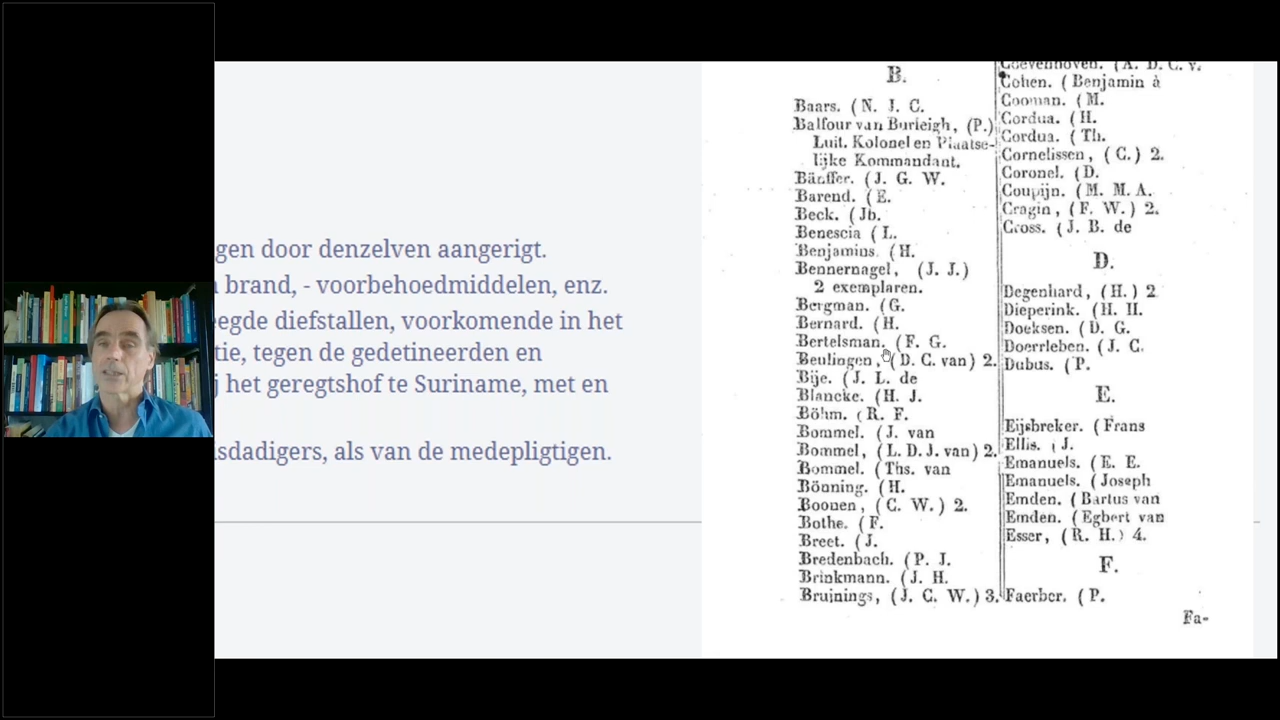 gen door denzelven aangerigt.
brand, - voorbehoedmiddelen, enz.
egde diefstallen, voorkomende in het
tie, tegen de gedetineerden en
j het geregtshof te Suriname, met en
sdadigers, als van de medepligtigen.
B.
Baars. (N. J. C.
Balfour van Burleigh, (P.)
Luit. Kolonel en Plaatse-
lijke Kommandant.
Bänffer. (J. G. W.
Barend. (E.
Beck. (Jb.
Benescia (L.
Benjamins. (H.
Bennernagel, (J. J.)
2 exemplaren.
Bergman. (G.
Bernard. (H.
Bertelsman. (F. G.
Beulingen, (D. C. van) 2.
Bije. (J. L. de
Blancke. (H. J.
Böhm. (R. F.
Bommel. (J. van
Bommel, (L. D. J. van) 2.
Bommel. (Ths. van
Bönning. (H.
Boonen, (C. W.) 2.
Bothe. (F.
Breet. (J.
Bredenbach. (P. J.
Brinkmann. (J. H.
Bruinings, (J. C. W.) 3.
Coevenhoven. (A. D. C. v.
Cohen. (Benjamin à
Cooman. (M.
Cordua. (H.
Cordua. (Th.
Cornelissen, (C.) 2.
Coronel. (D.
Coupijn. (M. M. A.
Cragin, (F. W.) 2.
Cross. (J. B. de
D.
Degenhard, (H.) 2
Dieperink. (H. H.
Doeksen. (D. G.
Doerrleben. (J. C.
Dubus. (P.
E.
Eijsbreker. (Frans
Ellis. (J.
Emanuels. (E. E.
Emanuels. (Joseph
Emden. (Bartus van
Emden. (Egbert van
Esser, (R. H.) 4.
F.
Faerber. (P.
Fa-